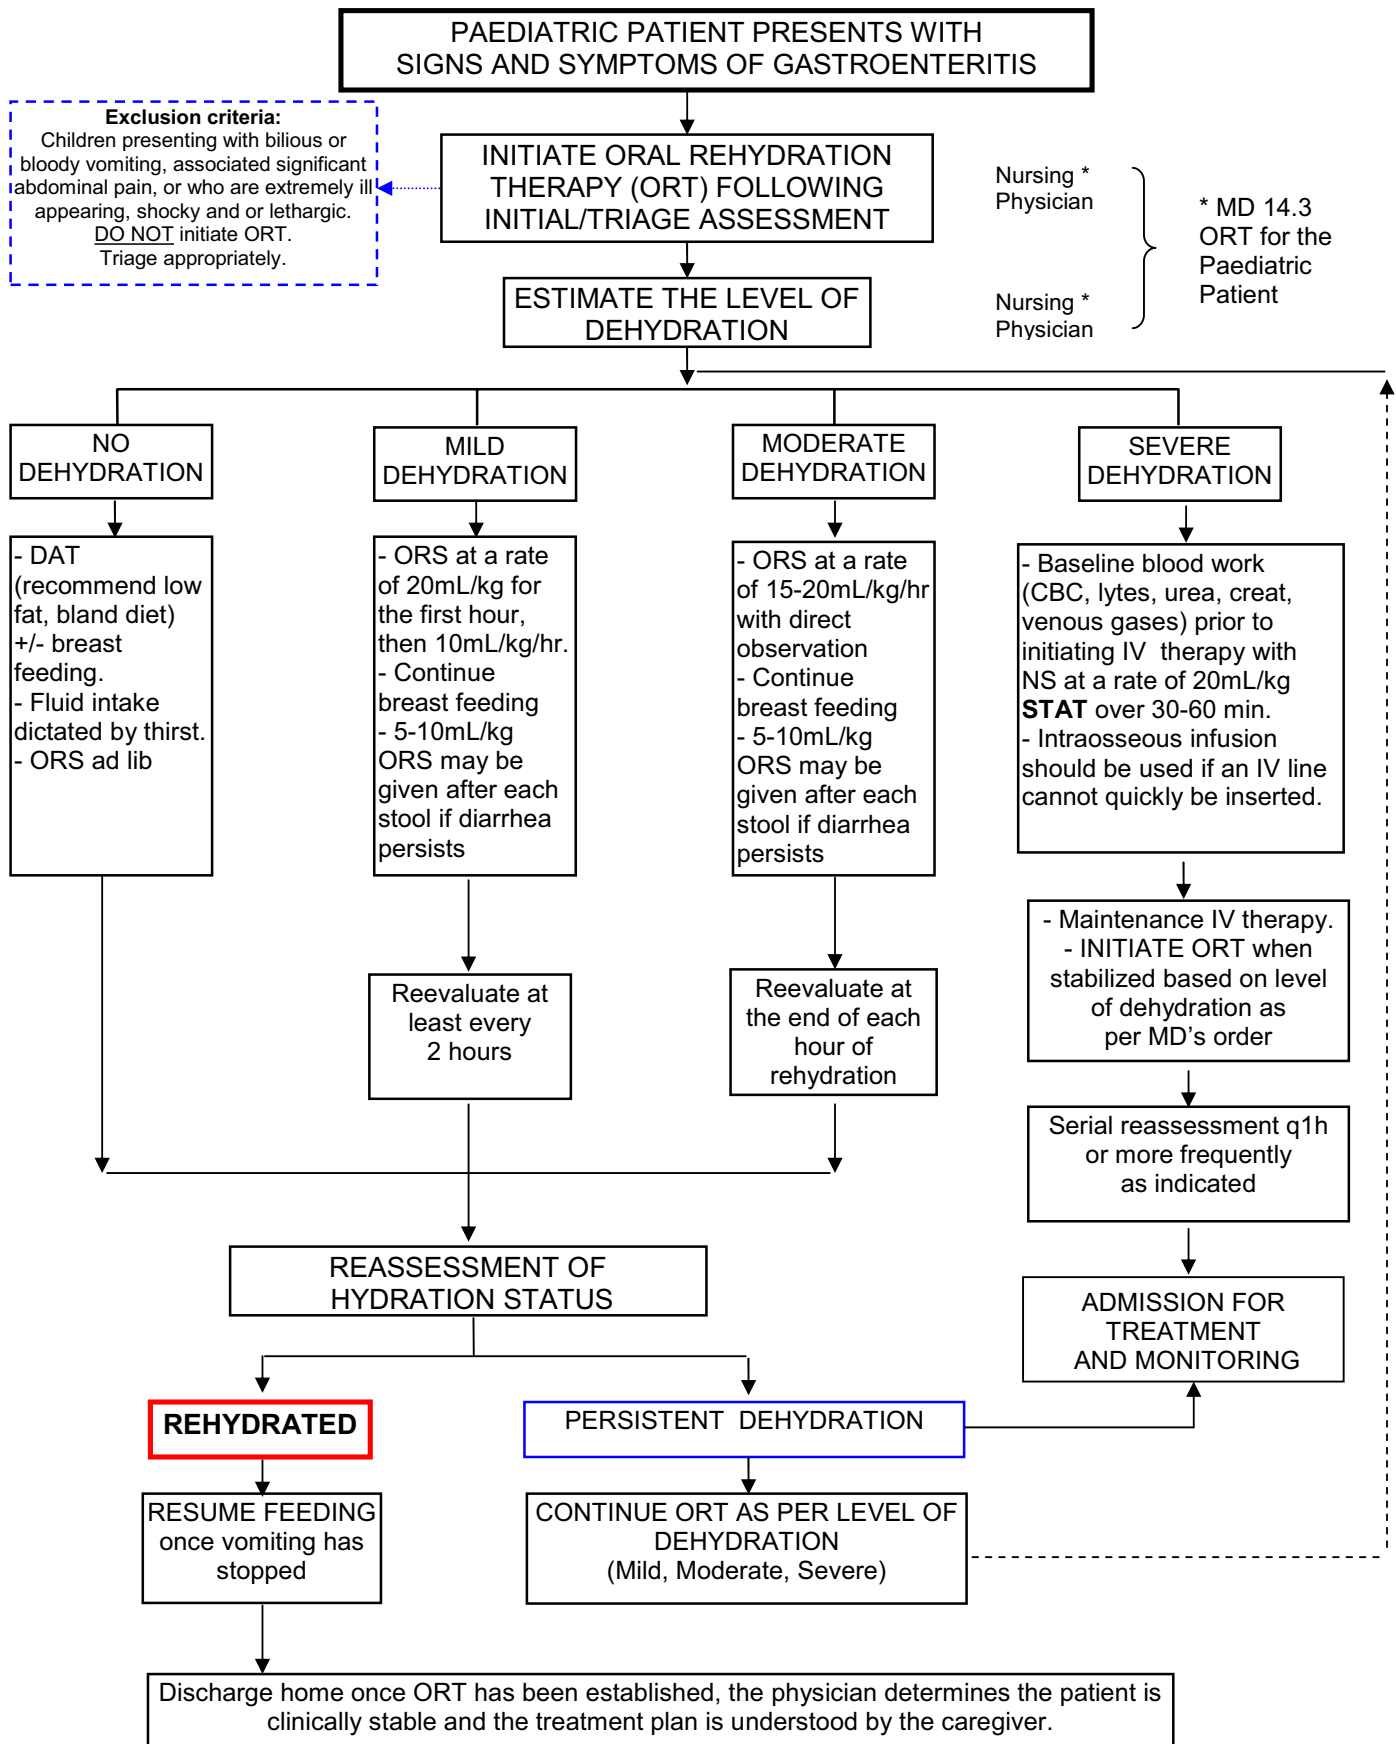 PAEDIATRIC PATIENT PRESENTS WITH
SIGNS AND SYMPTOMS OF GASTROENTERITIS
Exclusion criteria:
Children presenting with bilious or
bloody vomiting, associated significant
abdominal pain, or who are extremely ill
appearing, shocky and or lethargic.
DO NOT initiate ORT.
Triage appropriately.
INITIATE ORAL REHYDRATION
THERAPY (ORT) FOLLOWING
INITIAL/TRIAGE ASSESSMENT
Nursing *
Physician
* MD 14.3
ORT for the
Paediatric
Patient
ESTIMATE THE LEVEL OF
DEHYDRATION
Nursing *
Physician
NO
DEHYDRATION
MILD
DEHYDRATION
MODERATE
DEHYDRATION
SEVERE
DEHYDRATION
- DAT
(recommend low
fat, bland diet)
+/- breast
feeding.
- Fluid intake
dictated by thirst.
- ORS ad lib
- ORS at a rate
of 20mL/kg for
the first hour,
then 10mL/kg/hr.
- Continue
breast feeding
- 5-10mL/kg
ORS may be
given after each
stool if diarrhea
persists
- ORS at a rate
of 15-20mL/kg/hr
with direct
observation
- Continue
breast feeding
- 5-10mL/kg
ORS may be
given after each
stool if diarrhea
persists
- Baseline blood work
(CBC, lytes, urea, creat,
venous gases) prior to
initiating IV therapy with
NS at a rate of 20mL/kg
STAT over 30-60 min.
- Intraosseous infusion
should be used if an IV line
cannot quickly be inserted.
- Maintenance IV therapy.
- INITIATE ORT when
stabilized based on level
of dehydration as
per MD's order
Reevaluate at
least every
2 hours
Reevaluate at
the end of each
hour of
rehydration
Serial reassessment q1h
or more frequently
as indicated
REASSESSMENT OF
HYDRATION STATUS
ADMISSION FOR
TREATMENT
AND MONITORING
REHYDRATED
PERSISTENT DEHYDRATION
RESUME FEEDING
once vomiting has
stopped
CONTINUE ORT AS PER LEVEL OF
DEHYDRATION
(Mild, Moderate, Severe)
Discharge home once ORT has been established, the physician determines the patient is
clinically stable and the treatment plan is understood by the caregiver.